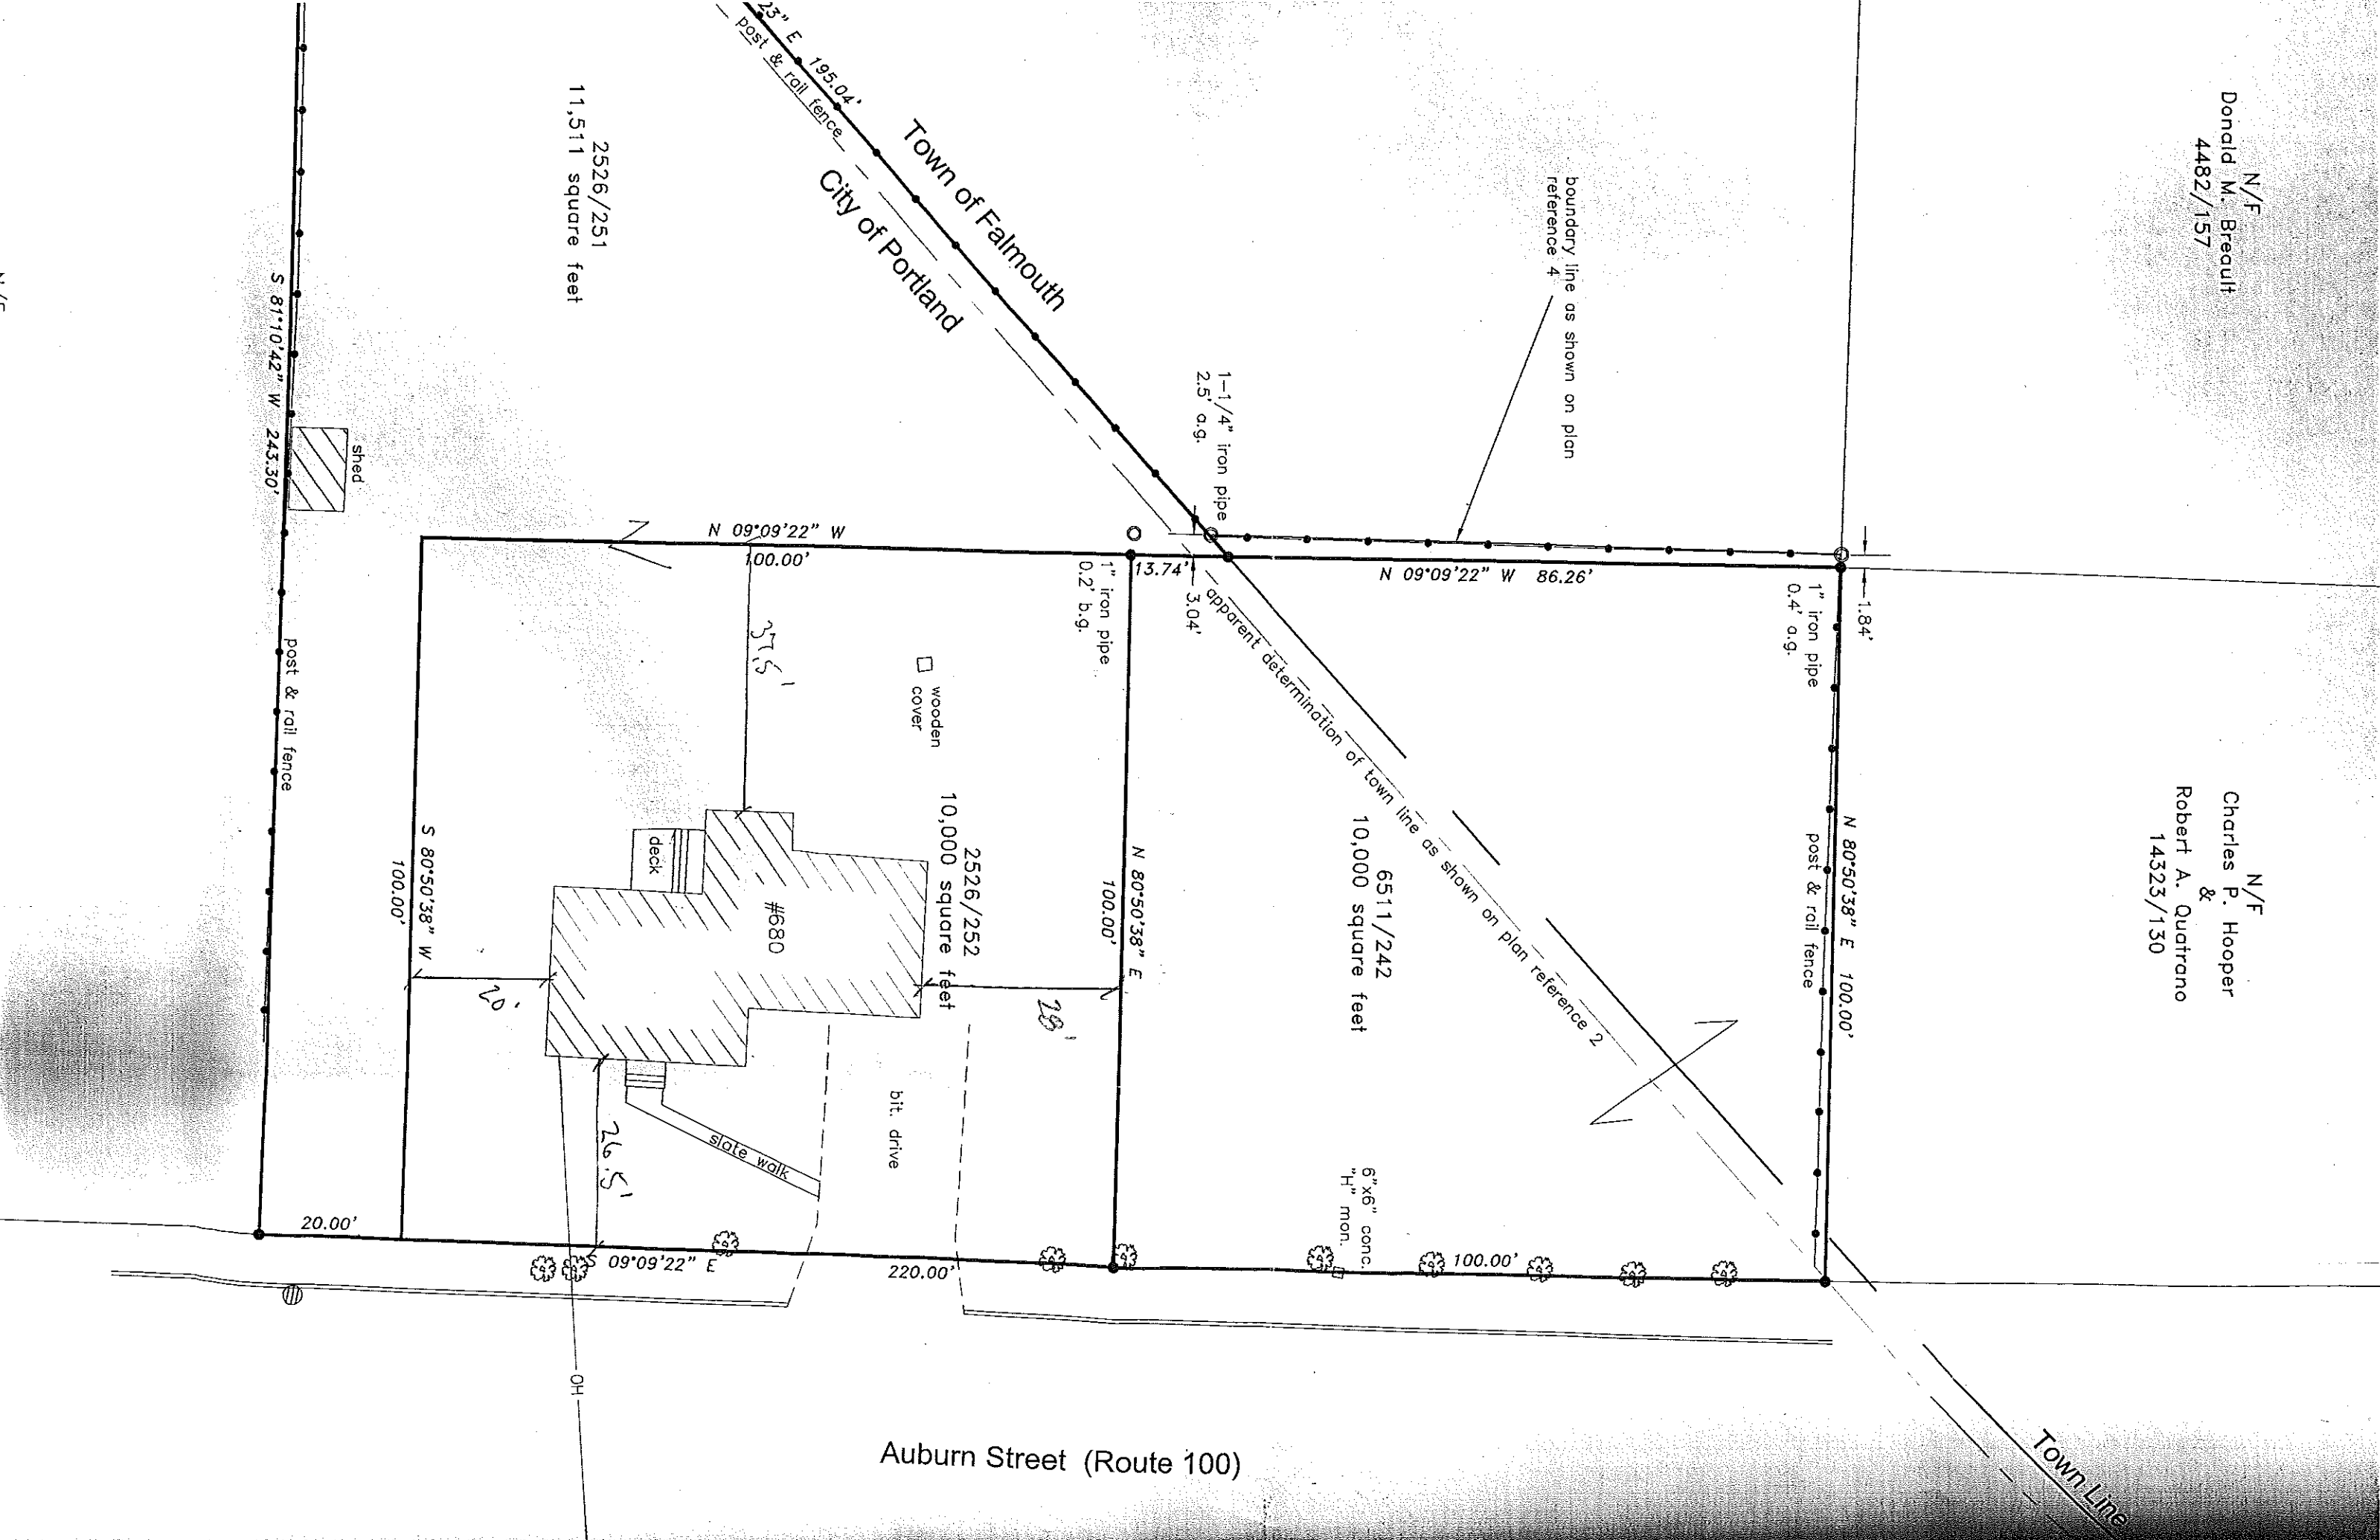 23" E 195.04'
post & rail fence
Town of Falmouth
City of Portland
2526/251
11,511 square feet
boundary line as shown on plan
reference 4
N/F
Donald M. Breault
4482/157
S 81°10'42" W 243.30'
shed
post & rail fence
1-1/4" iron pipe
2.5' a.g.
N 09°09'22" W
100.00'
13.74'
3.04'
1" iron pipe
0.2' b.g.
N 09°09'22" W 86.26'
1" iron pipe
0.4' a.g.
1.84'
apparent determination of town line as shown on plan reference 2
37.5'
wooden
cover
2526/252
10,000 square feet
deck
#680
S 80°50'38" W
100.00'
N 80°50'38" E
100.00'
20'
28'
26.5'
6511/242
10,000 square feet
N 80°50'38" E 100.00'
post & rail fence
N/F
Charles P. Hooper
&
Robert A. Quatrano
14323/130
bit. drive
slate walk
6"x6" conc.
"H" mon.
20.00'
S 09°09'22" E
220.00'
100.00'
OH
Auburn Street (Route 100)
Town Line